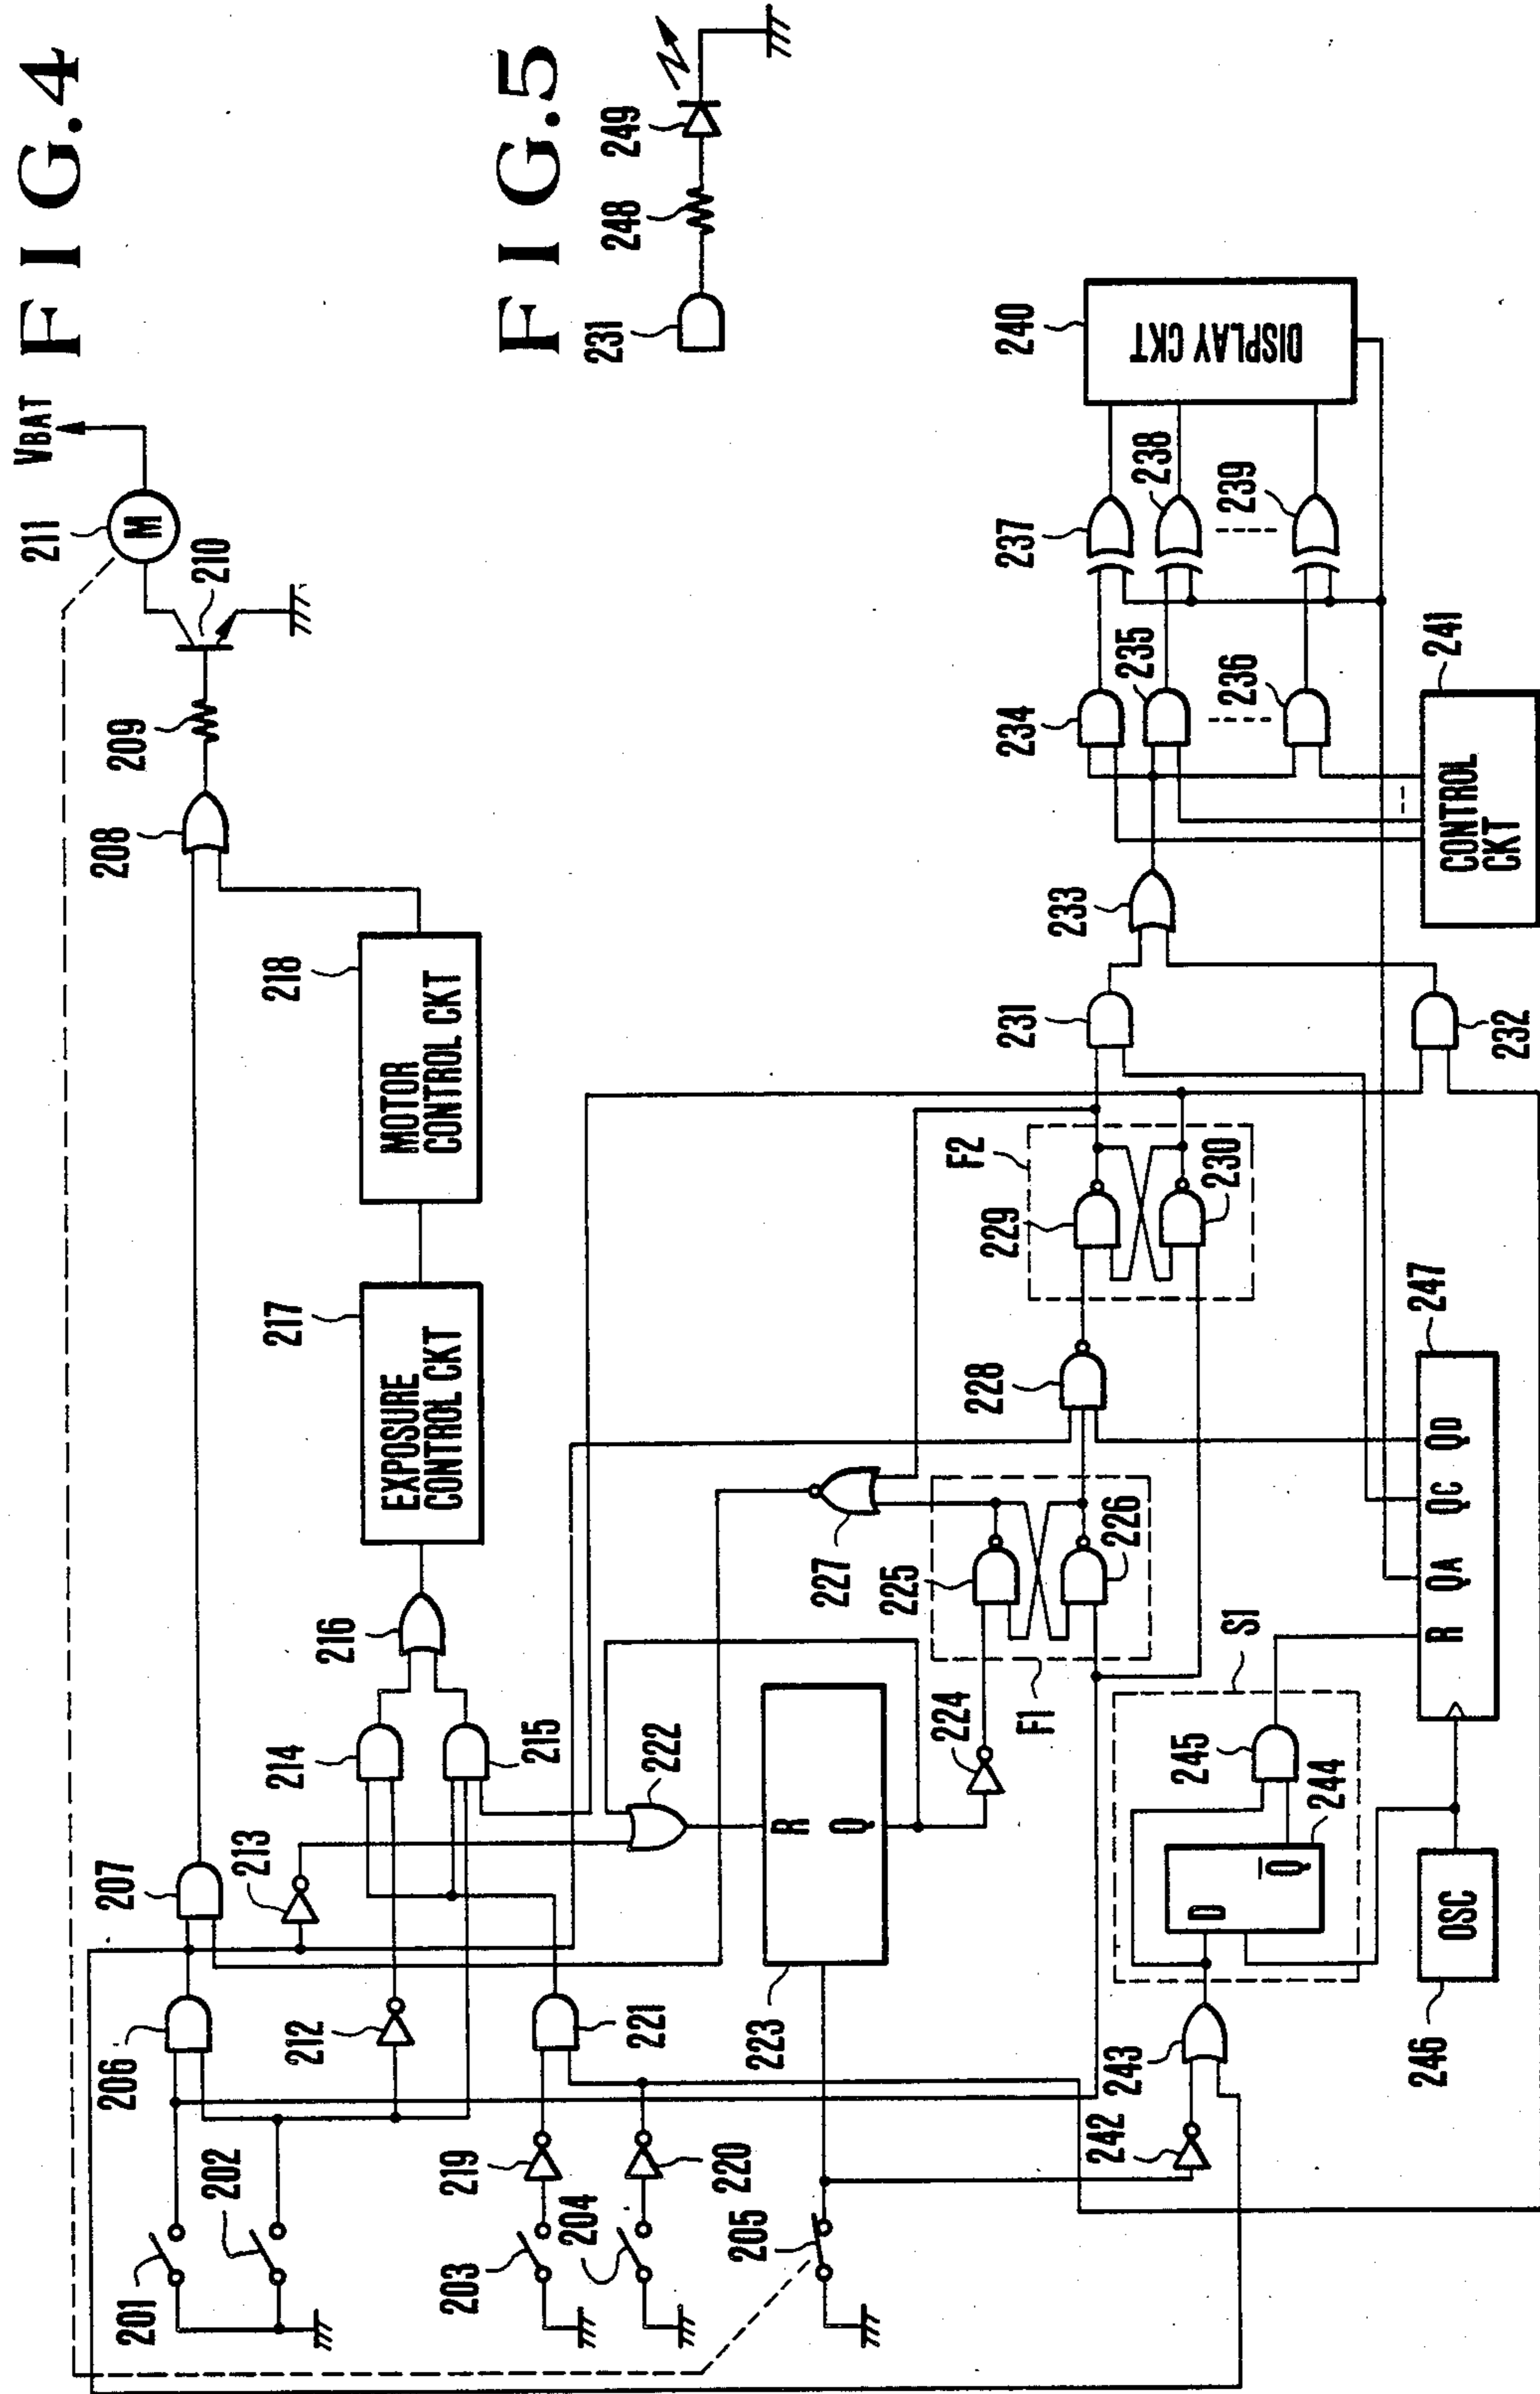 FIG.4
VBAT
211
M
210
209
208
218
MOTOR
CONTROL CKT
217
EXPOSURE
CONTROL CKT
216
214
215
207
213
206
212
222
201
202
203
204
219
220
221
205
223
R
Q
224
F1
225
226
227
228
F2
229
230
231
232
233
234
235
236
237
238
239
240
DISPLAY CKT
241
CONTROL
CKT
242
243
S1
D
Q
244
245
246
OSC
247
R
QA
QC
QD
FIG.5
231
248
249